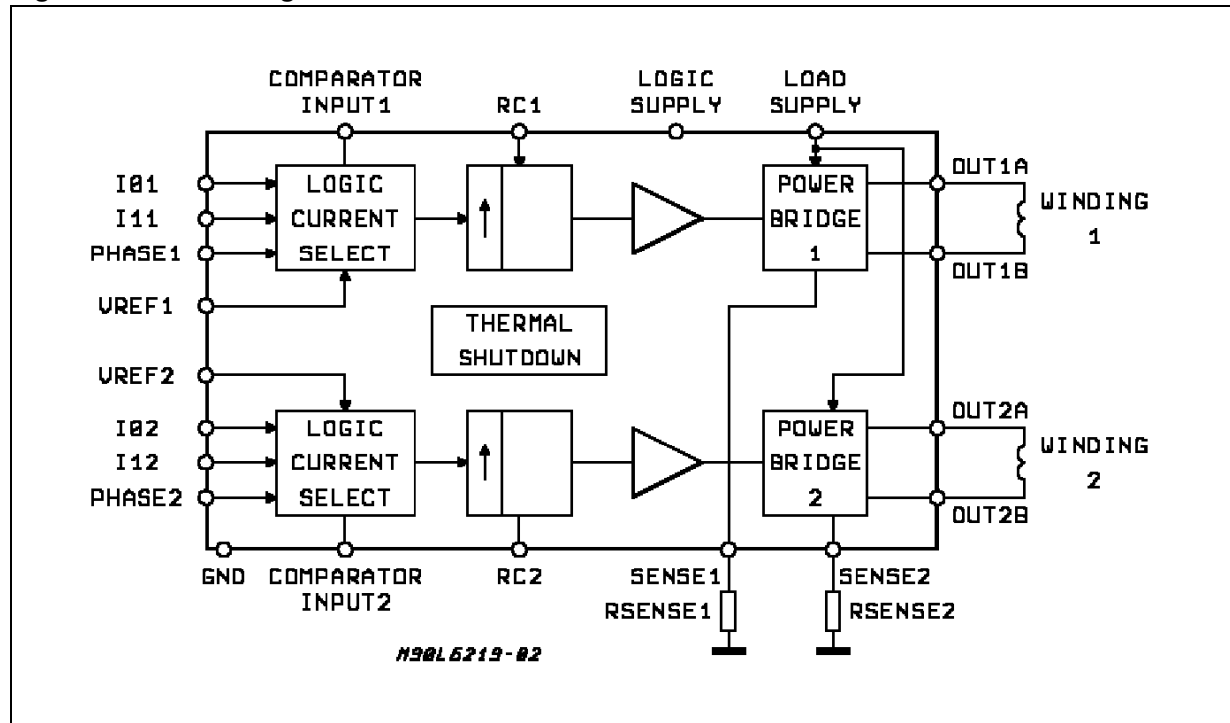 COMPARATOR
INPUT1
RC1
LOGIC
SUPPLY
LOAD
SUPPLY
I01
I11
PHASE1
VREF1
LOGIC
CURRENT
SELECT
POWER
BRIDGE
1
OUT1A
OUT1B
WINDING
1
THERMAL
SHUTDOWN
VREF2
I02
I12
PHASE2
LOGIC
CURRENT
SELECT
POWER
BRIDGE
2
OUT2A
OUT2B
WINDING
2
GND
COMPARATOR
INPUT2
RC2
SENSE1
RSENSE1
SENSE2
RSENSE2
M90L6219-02